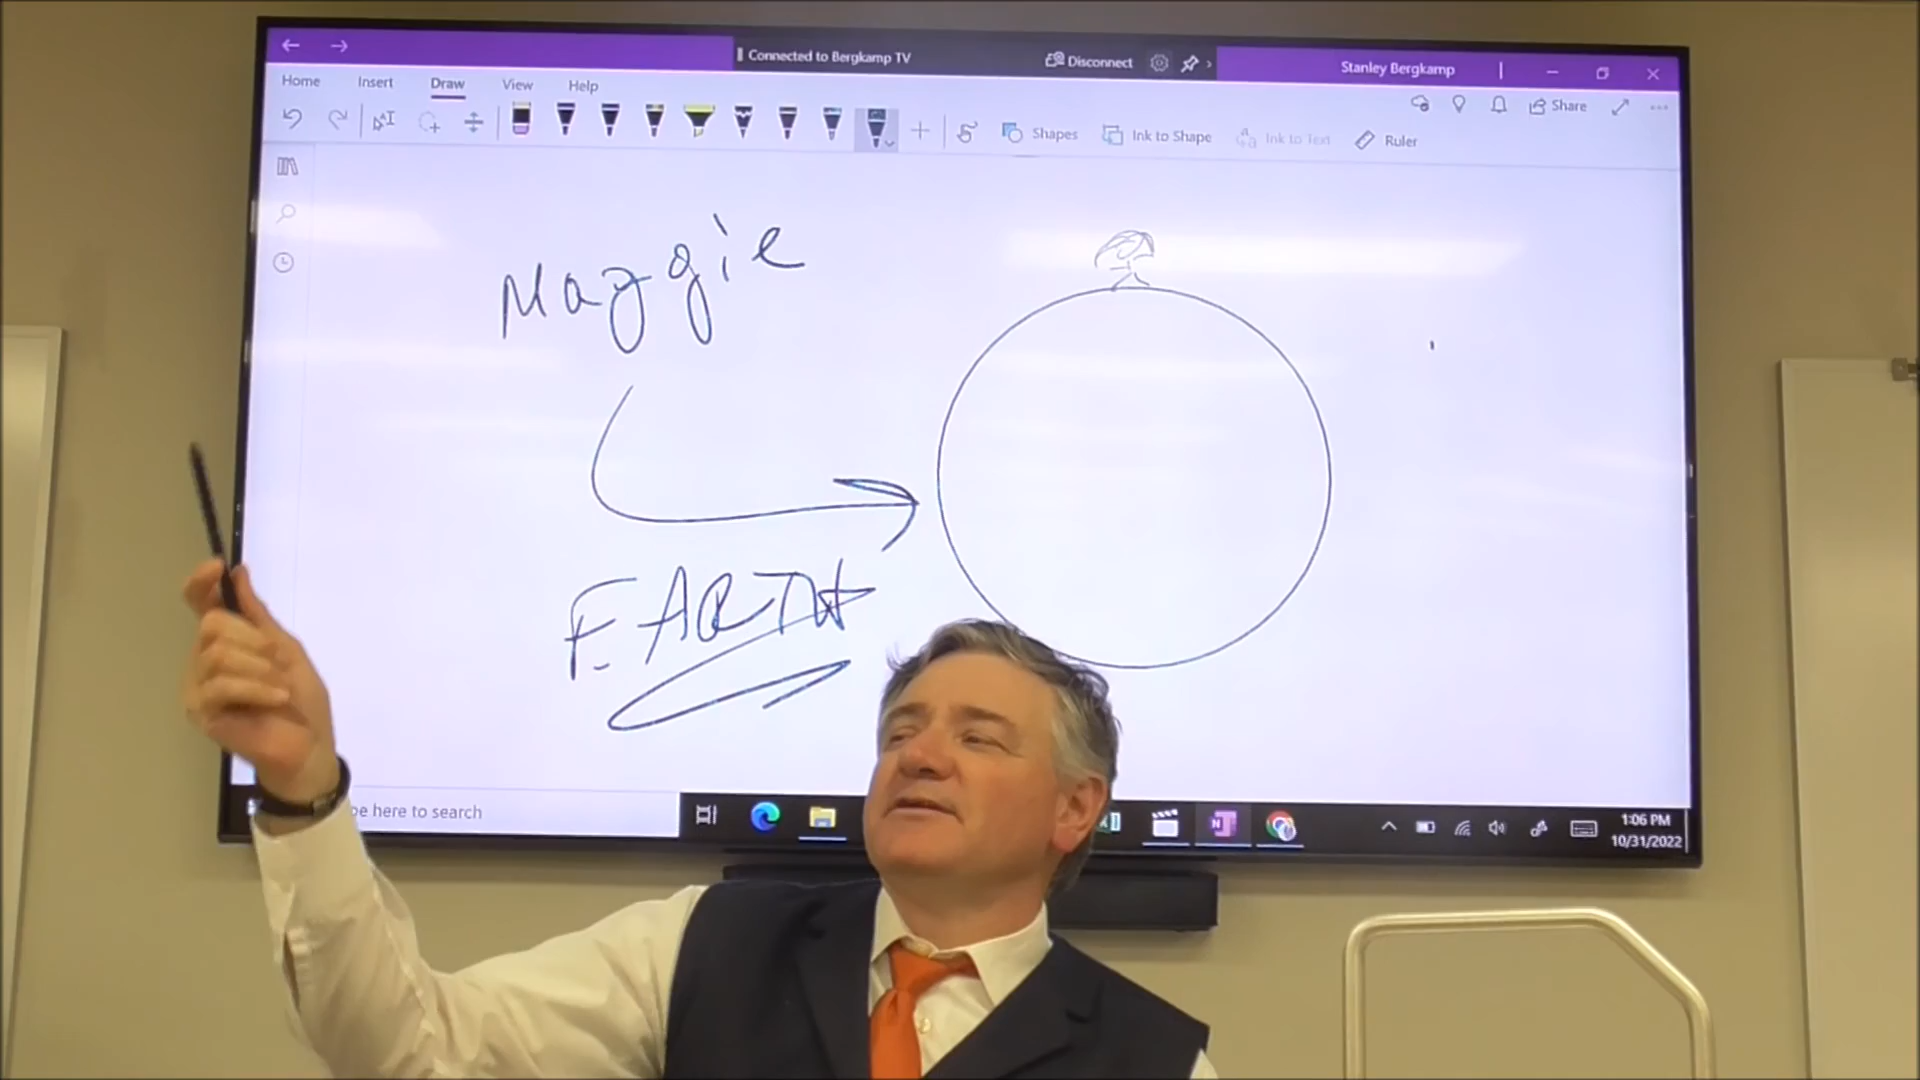 Connected to Bergkamp TV
Disconnect
Stanley Bergkamp
Home Insert Draw View Help
Share
Shapes Ink to Shape Ink to Text Ruler
Maggie
EARTH
pe here to search
1:06 PM
10/31/2022